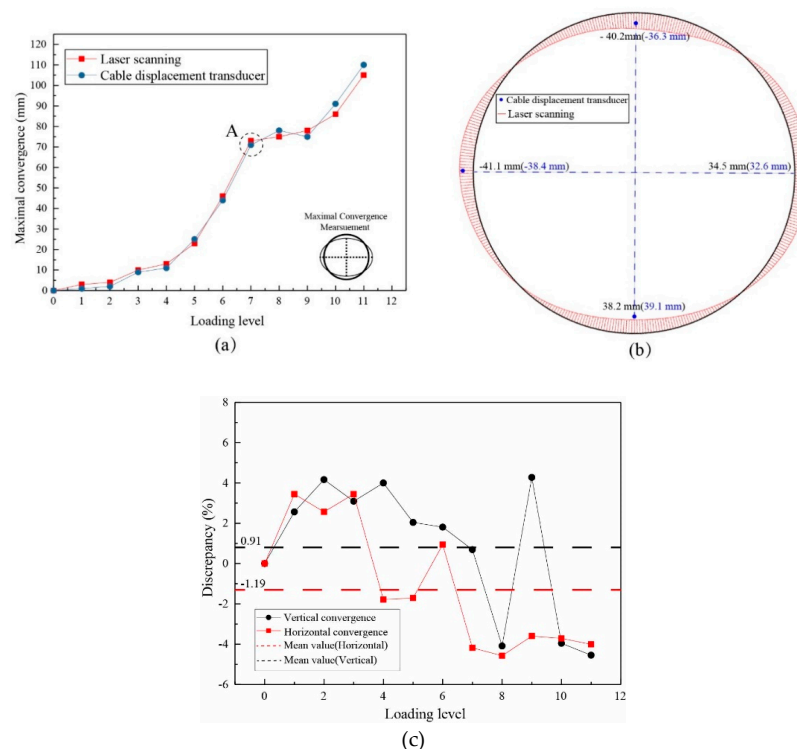 (a)
Maximal convergence (mm)
120
110
100
90
80
70
60
50
40
30
20
10
0
Laser scanning
Cable displacement transducer
A
Maximal Convergence
Mearsuement
0 1 2 3 4 5 6 7 8 9 10 11 12
Loading level
- 40.2mm(-36.3 mm)
Cable displacement transducer
Laser scanning
-41.1 mm(-38.4 mm)
34.5 mm(32.6 mm)
38.2 mm(39.1 mm)
(b)
Discrepancy (%)
8
6
4
2
0
-2
-4
-6
0.91
-1.19
Vertical convergence
Horizontal convergence
Mean value(Horizontal)
Mean value(Vertical)
0 2 4 6 8 10 12
Loading level
(c)